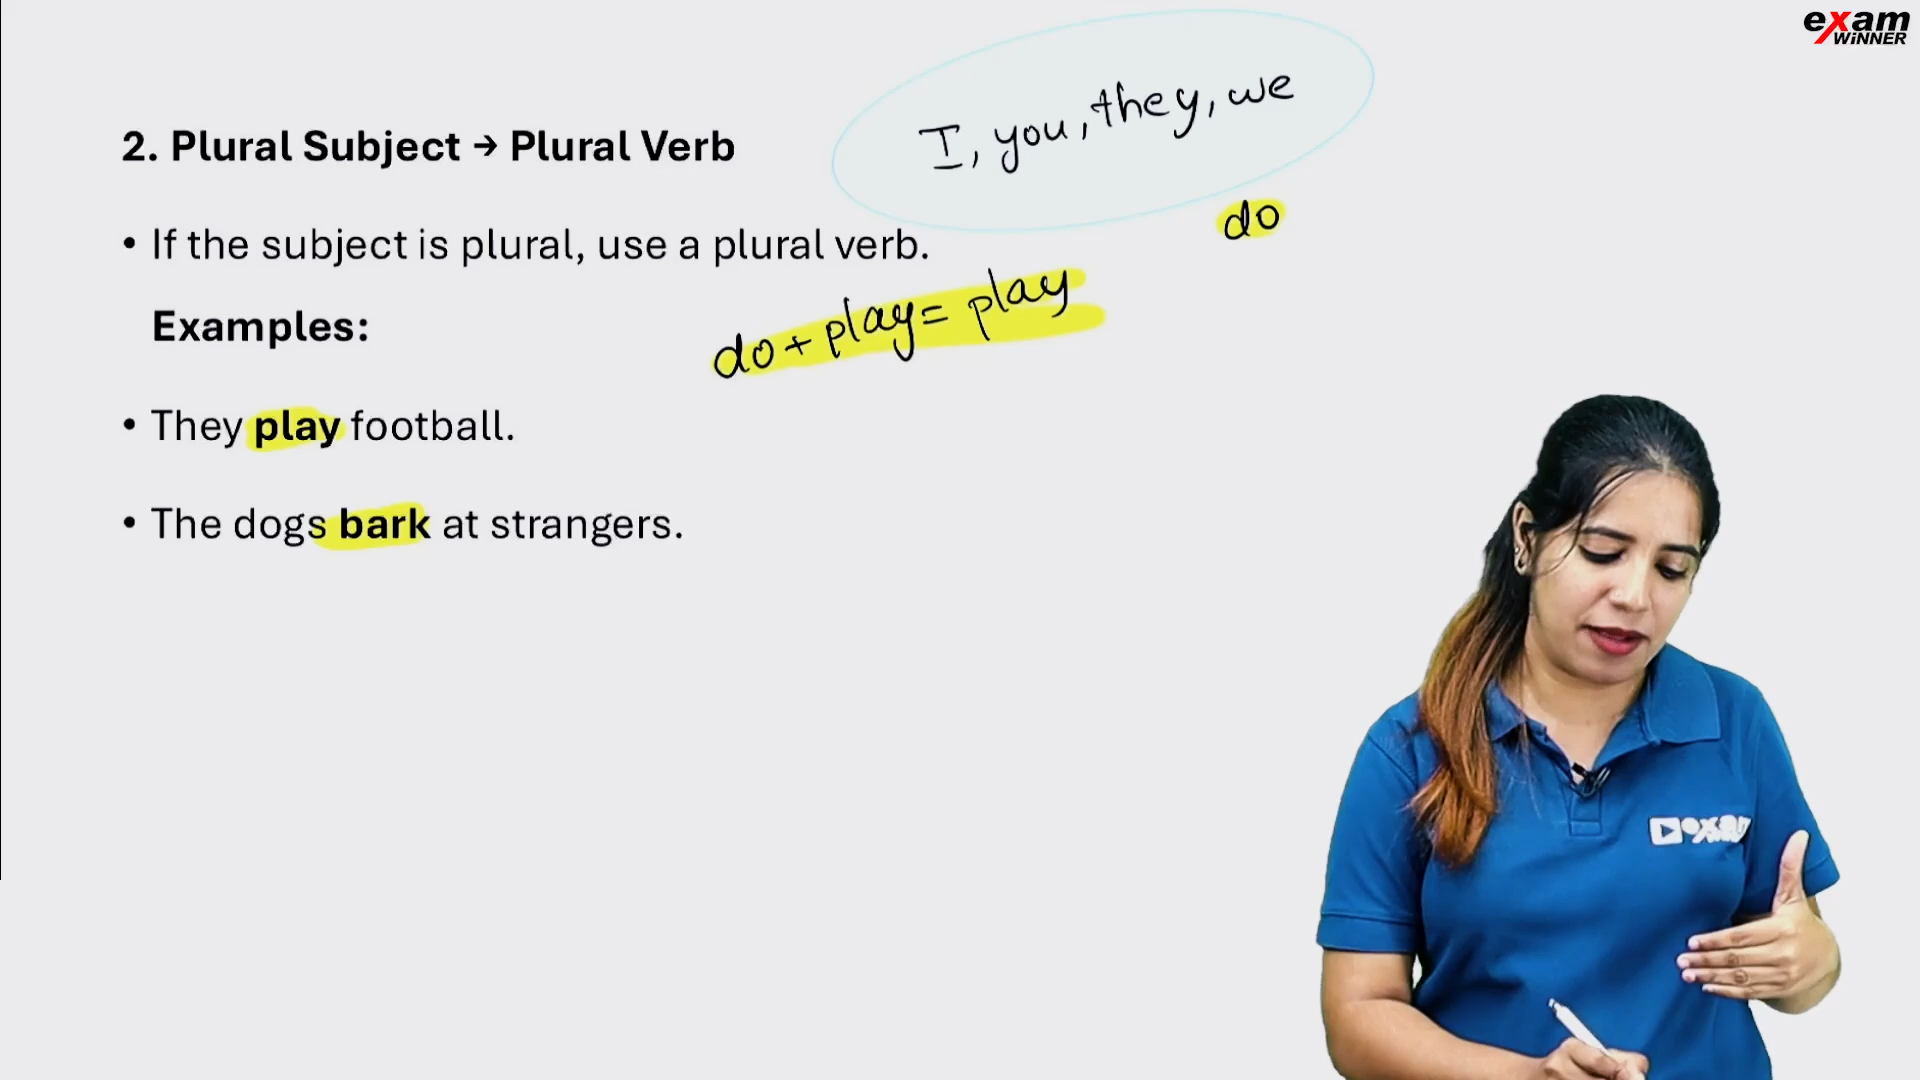 exam
WiNNER
I, you, they, we
2. Plural Subject → Plural Verb
do
• If the subject is plural, use a plural verb.
do + play = play
Examples:
• They play football.
• The dogs bark at strangers.